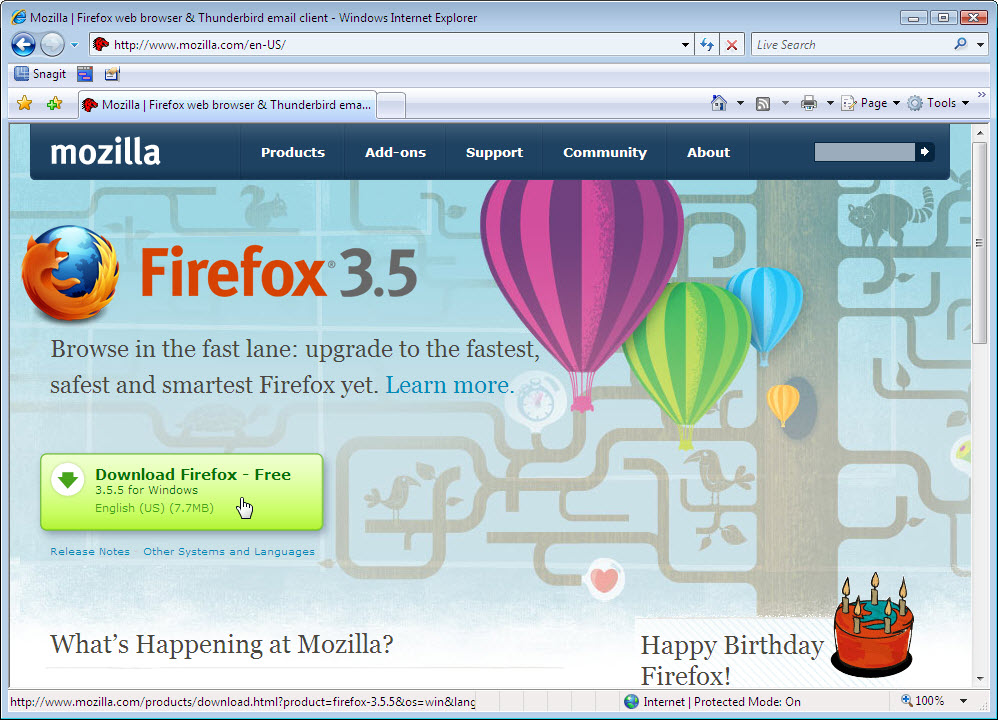 Mozilla | Firefox web browser & Thunderbird email client - Windows Internet Explorer
http://www.mozilla.com/en-US/
Live Search
Snagit
Mozilla | Firefox web browser & Thunderbird ema...
Page
Tools
mozilla
Products
Add-ons
Support
Community
About
Firefox® 3.5
Browse in the fast lane: upgrade to the fastest,
safest and smartest Firefox yet. Learn more.
Download Firefox - Free
3.5.5 for Windows
English (US) (7.7MB)
Release Notes · Other Systems and Languages
What's Happening at Mozilla?
Happy Birthday
Firefox!
http://www.mozilla.com/products/download.html?product=firefox-3.5.5&os=win&lang
Internet | Protected Mode: On
100%